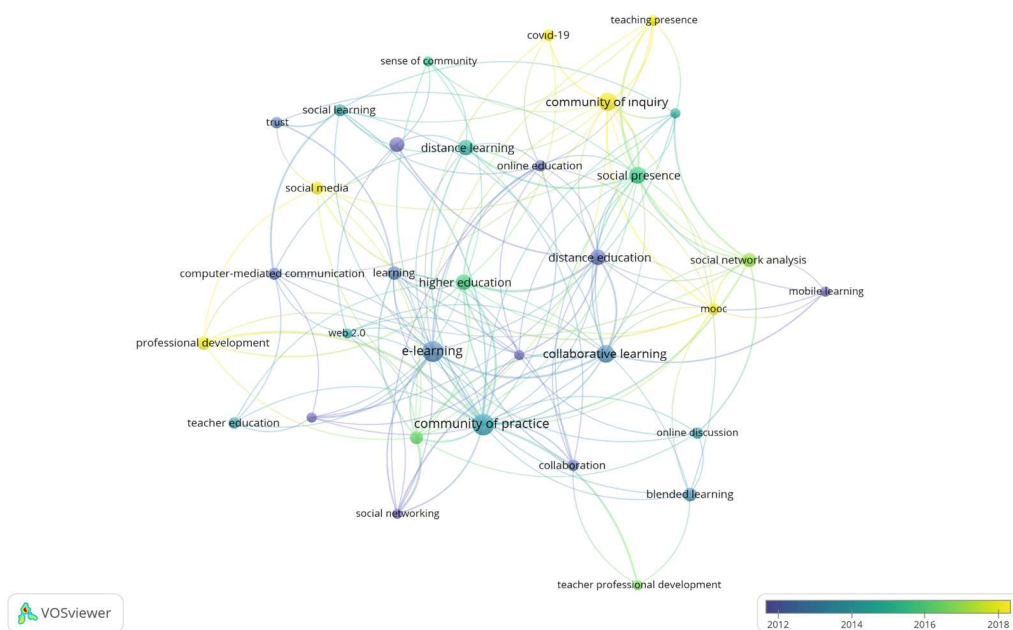 teaching presence
covid-19
sense of community
community of inquiry
social learning
trust
distance learning
online education
social presence
social media
distance education
social network analysis
computer-mediated communication
learning
higher education
mobile learning
mooc
web 2.0
professional development
e-learning
collaborative learning
teacher education
community of practice
online discussion
collaboration
blended learning
social networking
teacher professional development
VOSviewer
2012 2014 2016 2018